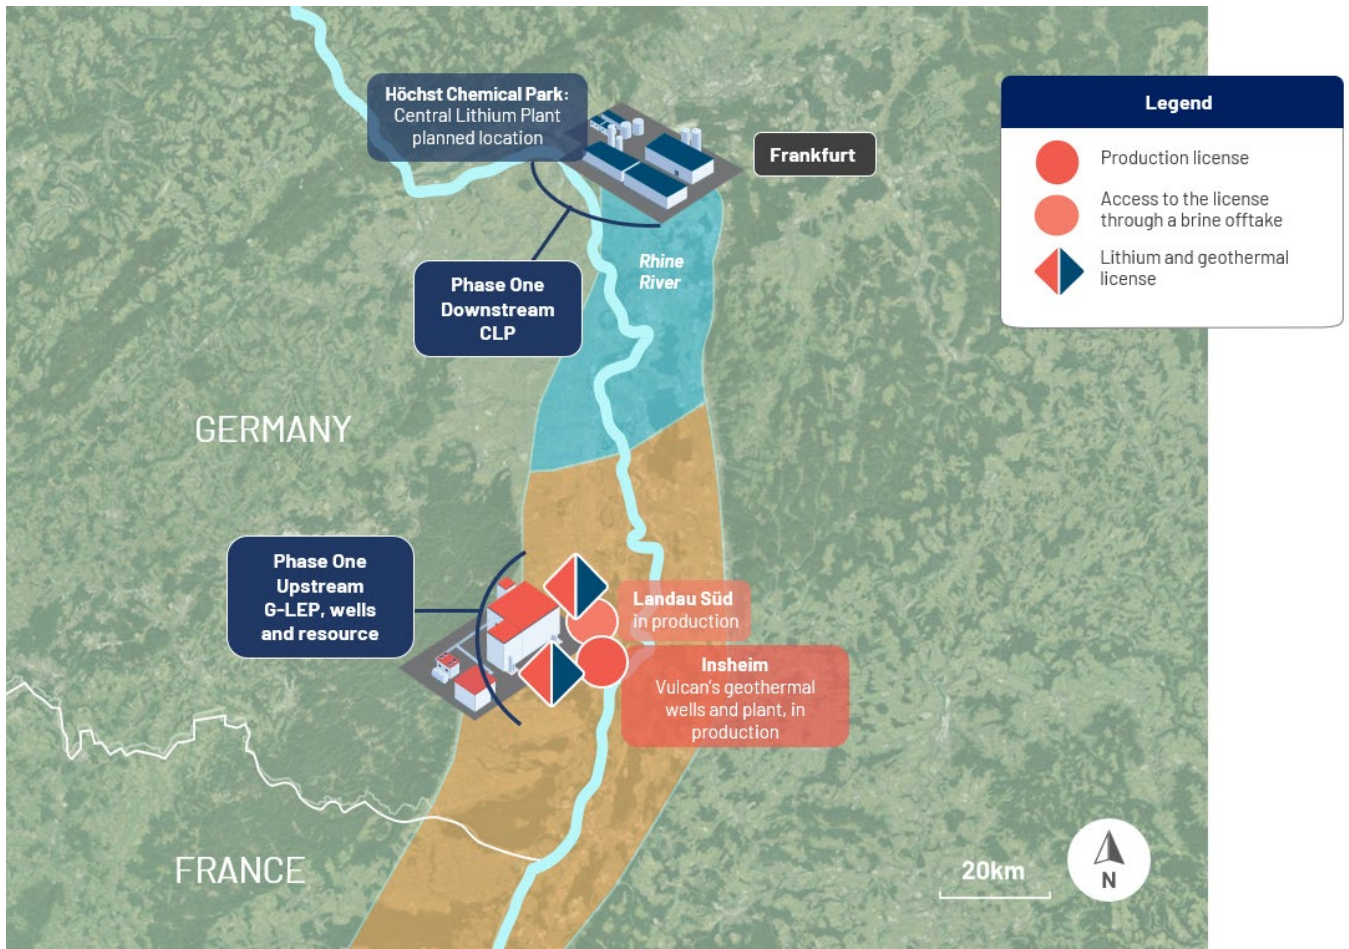 Höchst Chemical Park:
Central Lithium Plant
planned location
Frankfurt
Legend
Production license
Access to the license
through a brine offtake
Lithium and geothermal
license
Rhine
River
Phase One
Downstream
CLP
GERMANY
Phase One
Upstream
G-LEP, wells
and resource
Landau Süd
in production
Insheim
Vulcan's geothermal
wells and plant, in
production
FRANCE
20km
N